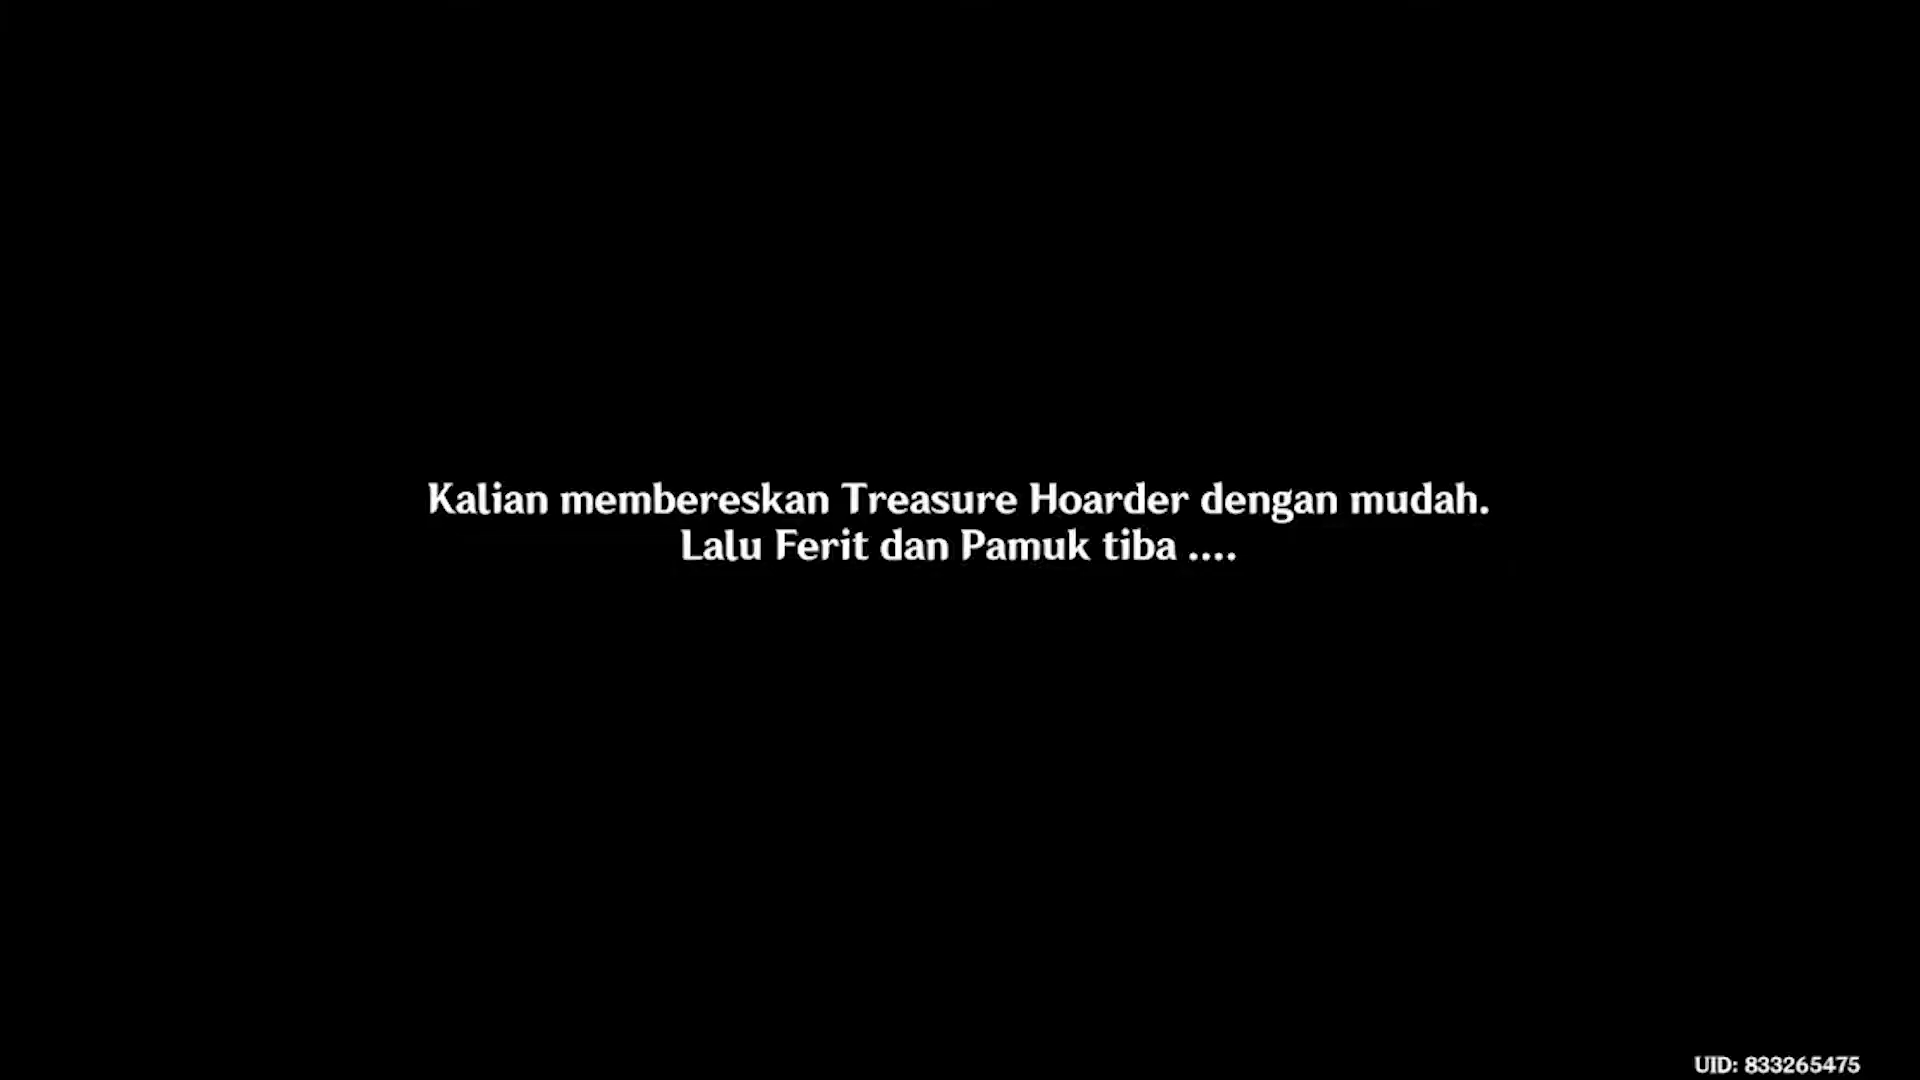 Kalian membereskan Treasure Hoarder dengan mudah.
Lalu Ferit dan Pamuk tiba ....
UID: 833265475